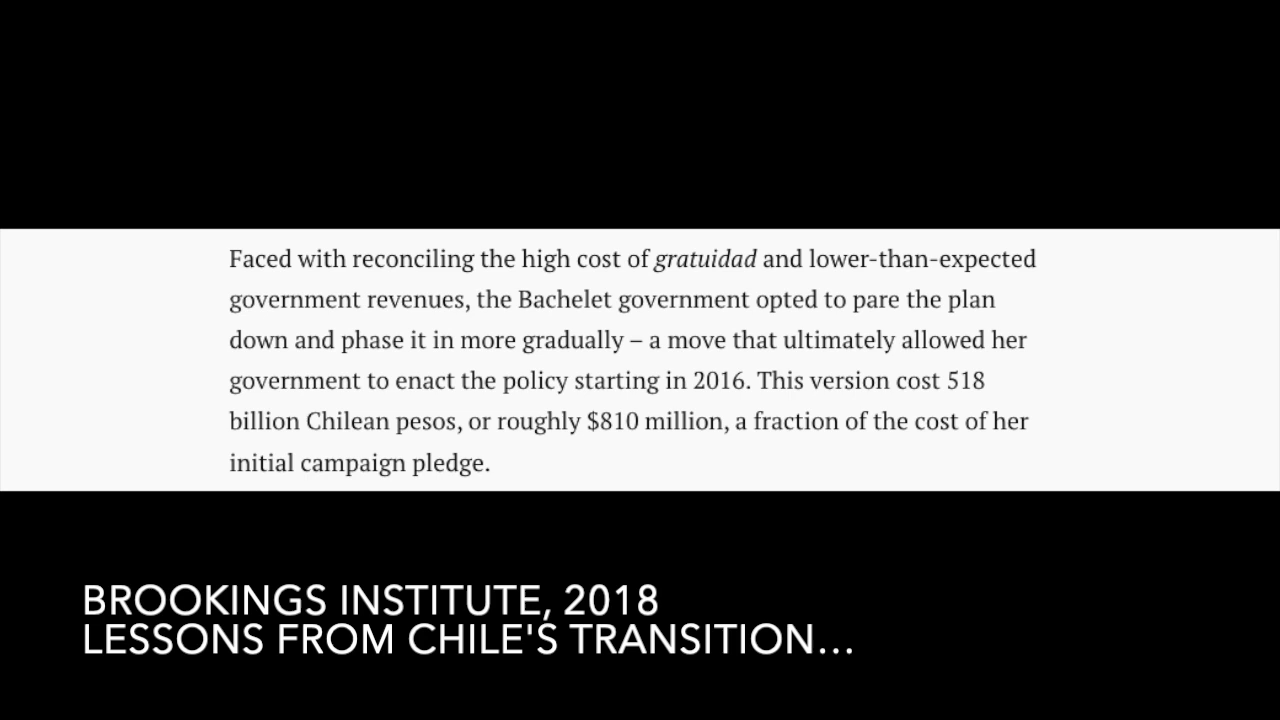 Faced with reconciling the high cost of gratuidad and lower-than-expected
government revenues, the Bachelet government opted to pare the plan
down and phase it in more gradually – a move that ultimately allowed her
government to enact the policy starting in 2016. This version cost 518
billion Chilean pesos, or roughly $810 million, a fraction of the cost of her
initial campaign pledge.
BROOKINGS INSTITUTE, 2018
LESSONS FROM CHILE'S TRANSITION...